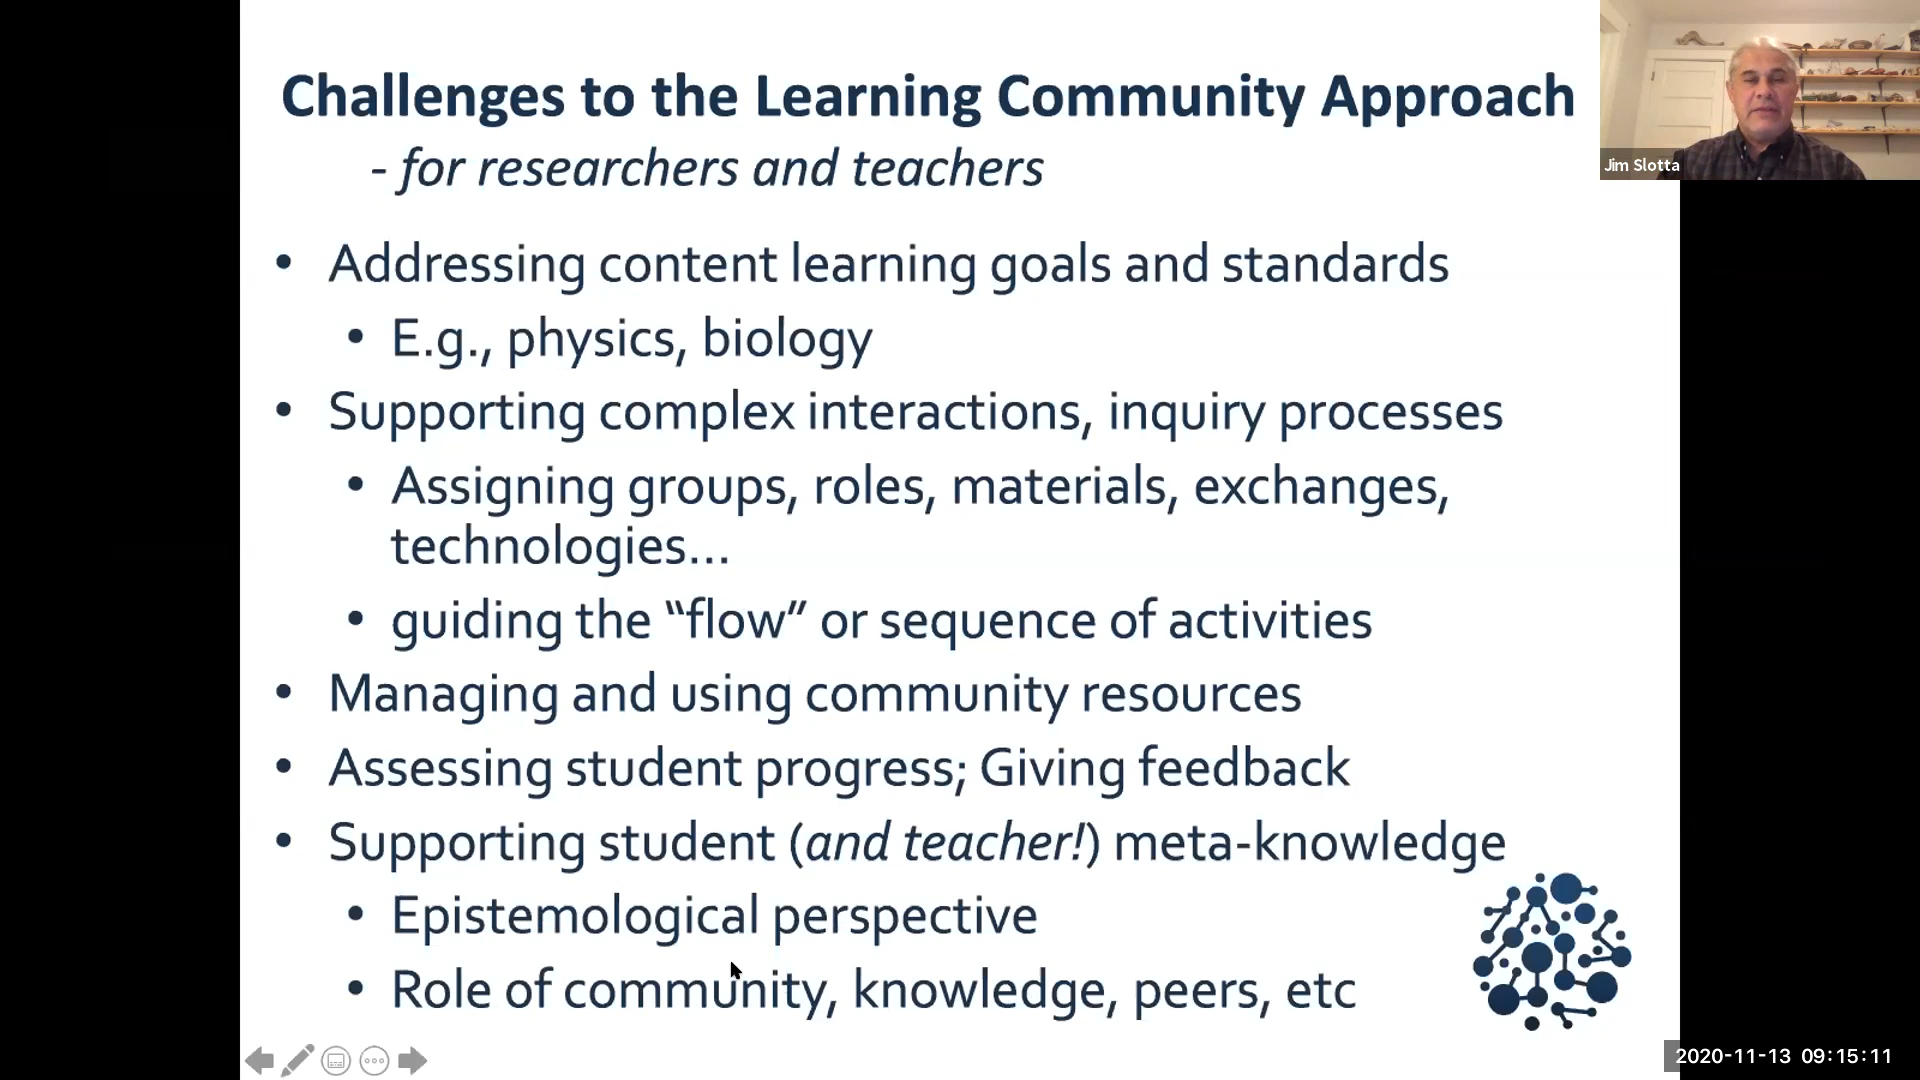 Challenges to the Learning Community Approach
- for researchers and teachers
• Addressing content learning goals and standards
• E.g., physics, biology
• Supporting complex interactions, inquiry processes
• Assigning groups, roles, materials, exchanges,
technologies...
• guiding the “flow” or sequence of activities
• Managing and using community resources
• Assessing student progress; Giving feedback
• Supporting student (and teacher!) meta-knowledge
• Epistemological perspective
• Role of community, knowledge, peers, etc
Jim Slotta
2020-11-13 09:15:11